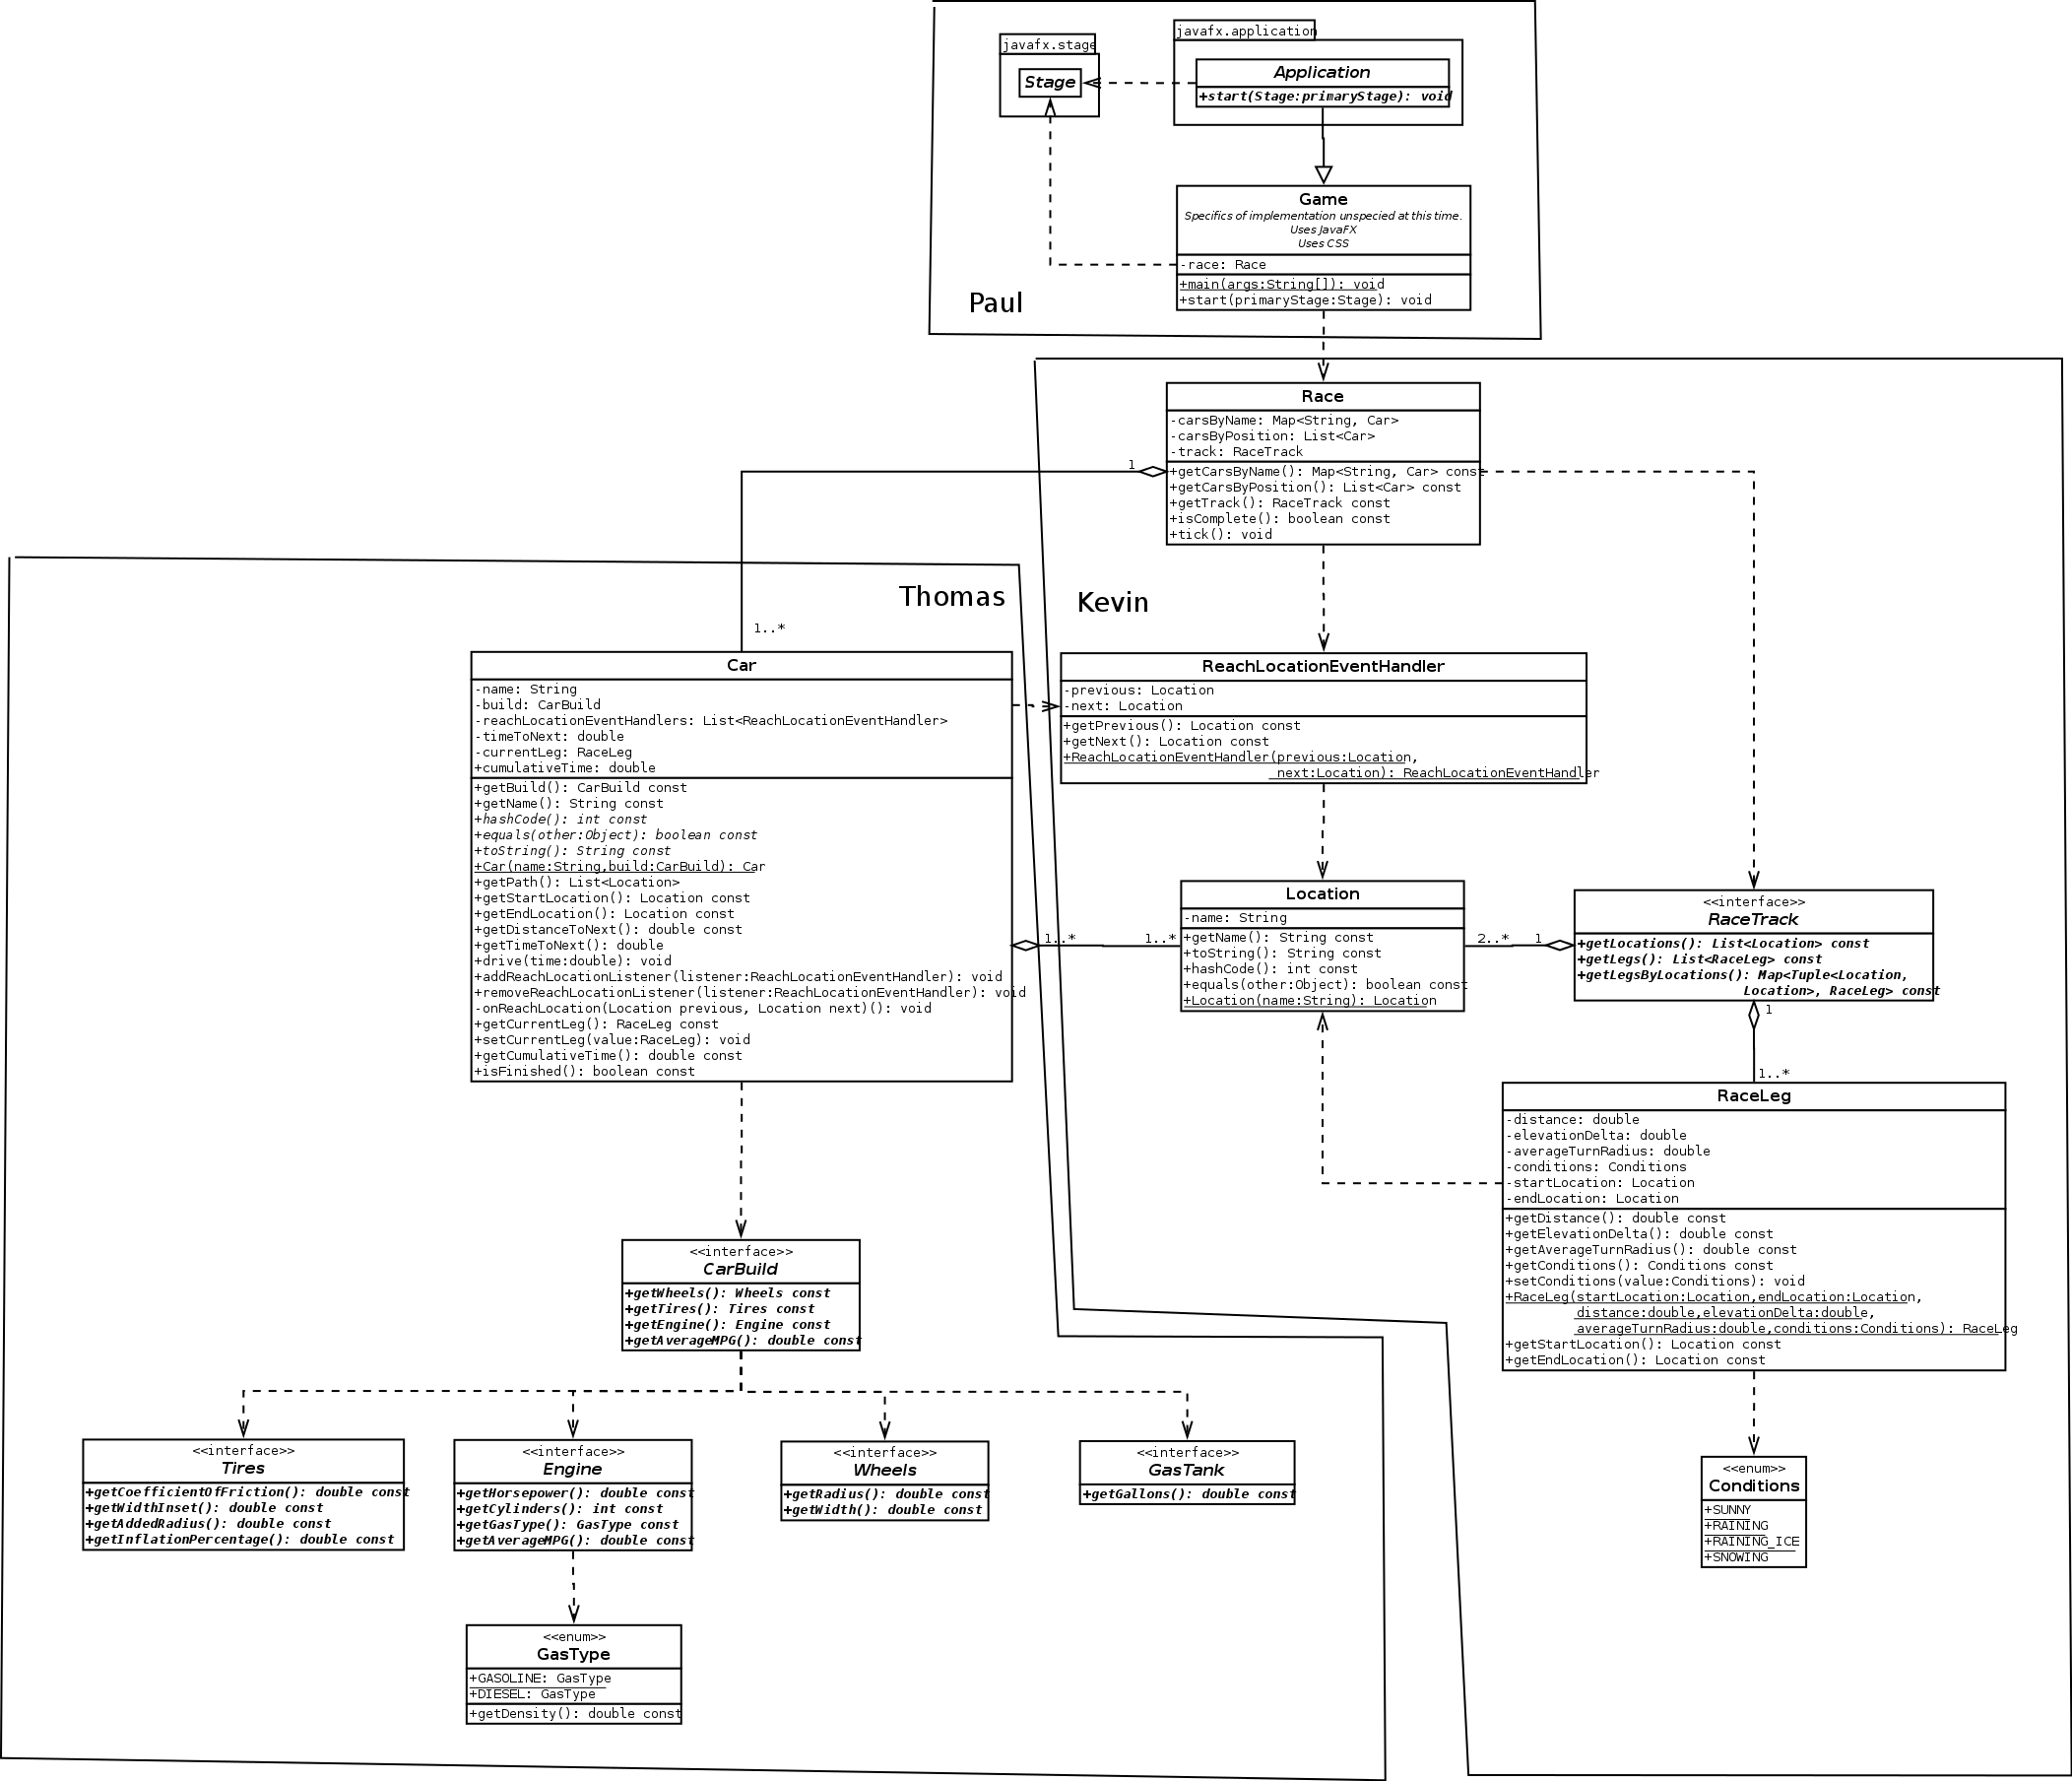 javafx.stage
Stage
javafx.application
Application
+start(Stage:primaryStage): void
Game
Specifics of implementation unspecied at this time.
Uses JavaFX
Uses CSS
-race: Race
+main(args:String[]): void
+start(primaryStage:Stage): void
Paul
Race
-carsByName: Map<String, Car>
-carsByPosition: List<Car>
-track: RaceTrack
+getCarsByName(): Map<String, Car> const
+getCarsByPosition(): List<Car> const
+getTrack(): RaceTrack const
+isComplete(): boolean const
+tick(): void
1
1..*
Thomas
Kevin
Car
-name: String
-build: CarBuild
-reachLocationEventHandlers: List<ReachLocationEventHandler>
-timeToNext: double
-currentLeg: RaceLeg
+cumulativeTime: double
+getBuild(): CarBuild const
+getName(): String const
+hashCode(): int const
+equals(other:Object): boolean const
+toString(): String const
+Car(name:String,build:CarBuild): Car
+getPath(): List<Location>
+getStartLocation(): Location const
+getEndLocation(): Location const
+getDistanceToNext(): double const
+getTimeToNext(): double
+drive(time:double): void
+addReachLocationListener(listener:ReachLocationEventHandler): void
+removeReachLocationListener(listener:ReachLocationEventHandler): void
-onReachLocation(Location previous, Location next)(): void
+getCurrentLeg(): RaceLeg const
+setCurrentLeg(value:RaceLeg): void
+getCumulativeTime(): double const
+isFinished(): boolean const
ReachLocationEventHandler
-previous: Location
-next: Location
+getPrevious(): Location const
+getNext(): Location const
+ReachLocationEventHandler(previous:Location,
next:Location): ReachLocationEventHandler
1..*
1..*
Location
-name: String
+getName(): String const
+toString(): String const
+hashCode(): int const
+equals(other:Object): boolean const
+Location(name:String): Location
2..*
1
<<interface>>
RaceTrack
+getLocations(): List<Location> const
+getLegs(): List<RaceLeg> const
+getLegsByLocations(): Map<Tuple<Location,
Location>, RaceLeg> const
1
1..*
RaceLeg
-distance: double
-elevationDelta: double
-averageTurnRadius: double
-conditions: Conditions
-startLocation: Location
-endLocation: Location
+getDistance(): double const
+getElevationDelta(): double const
+getAverageTurnRadius(): double const
+getConditions(): Conditions const
+setConditions(value:Conditions): void
+RaceLeg(startLocation:Location,endLocation:Location,
distance:double,elevationDelta:double,
averageTurnRadius:double,conditions:Conditions): RaceLeg
+getStartLocation(): Location const
+getEndLocation(): Location const
<<interface>>
CarBuild
+getWheels(): Wheels const
+getTires(): Tires const
+getEngine(): Engine const
+getAverageMPG(): double const
<<interface>>
Tires
+getCoefficientOfFriction(): double const
+getWidthInset(): double const
+getAddedRadius(): double const
+getInflationPercentage(): double const
<<interface>>
Engine
+getHorsepower(): double const
+getCylinders(): int const
+getGasType(): GasType const
+getAverageMPG(): double const
<<interface>>
Wheels
+getRadius(): double const
+getWidth(): double const
<<interface>>
GasTank
+getGallons(): double const
<<enum>>
Conditions
+SUNNY
+RAINING
+RAINING_ICE
+SNOWING
<<enum>>
GasType
+GASOLINE: GasType
+DIESEL: GasType
+getDensity(): double const